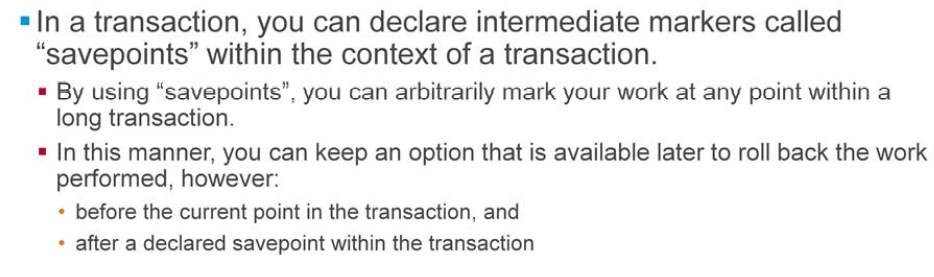 ▪ In a transaction, you can declare intermediate markers called
“savepoints” within the context of a transaction.
▪ By using “savepoints”, you can arbitrarily mark your work at any point within a
long transaction.
▪ In this manner, you can keep an option that is available later to roll back the work
performed, however:
• before the current point in the transaction, and
• after a declared savepoint within the transaction